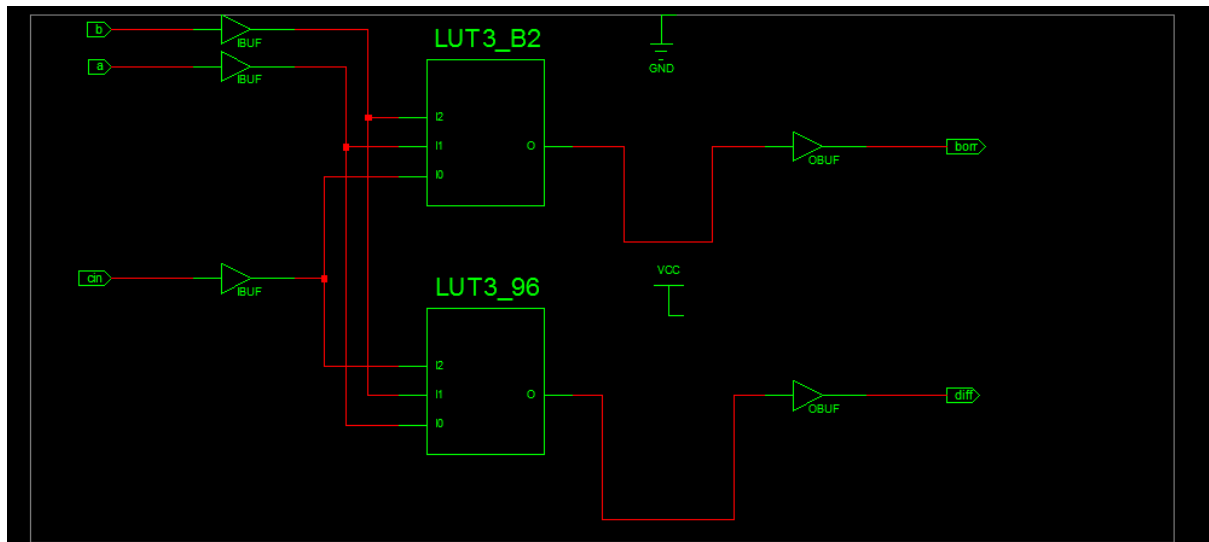 b
IBUF
LUT3_B2
GND
a
IBUF
I2
I1
O
I0
OBUF
borr
cin
IBUF
VCC
LUT3_96
I2
I1
O
I0
OBUF
diff